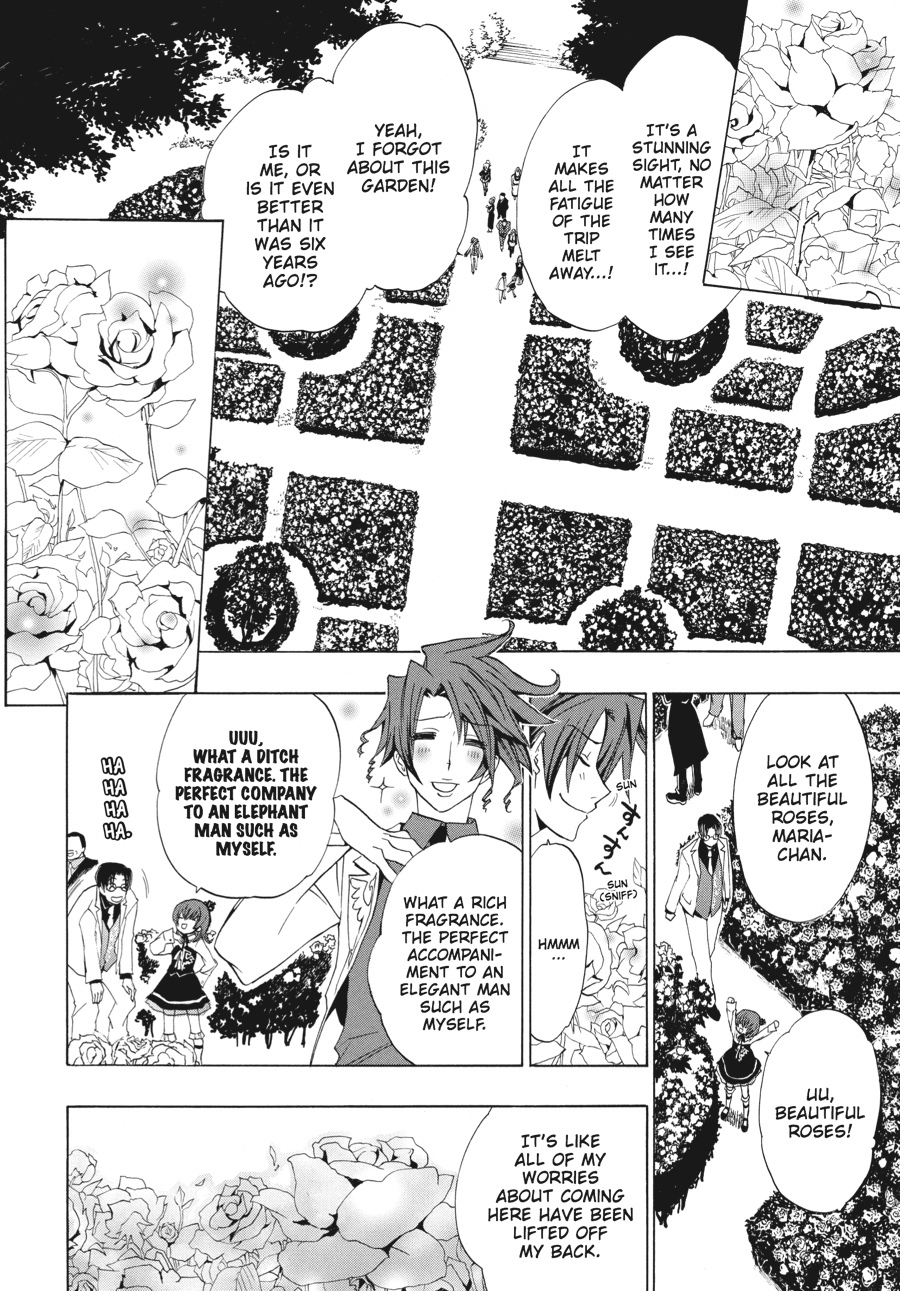 IT'S A
STUNNING
SIGHT, NO
MATTER
HOW
MANY
TIMES
I SEE
IT...!
IT
MAKES
ALL THE
FATIGUE
OF THE
TRIP
MELT
AWAY...!
YEAH,
I FORGOT
ABOUT THIS
GARDEN!
IS IT
ME, OR
IS IT EVEN
BETTER
THAN IT
WAS SIX
YEARS
AGO!?
LOOK AT
ALL THE
BEAUTIFUL
ROSES,
MARIA-
CHAN.
UU,
BEAUTIFUL
ROSES!
SUN
SUN
(SNIFF)
HMMM
...
WHAT A RICH
FRAGRANCE.
THE PERFECT
ACCOMPANI-
MENT TO AN
ELEGANT MAN
SUCH AS
MYSELF.
UUU,
WHAT A DITCH
FRAGRANCE. THE
PERFECT COMPANY
TO AN ELEPHANT
MAN SUCH AS
MYSELF.
HA
HA
HA
HA.
IT'S LIKE
ALL OF MY
WORRIES
ABOUT COMING
HERE HAVE BEEN
LIFTED OFF
MY BACK.